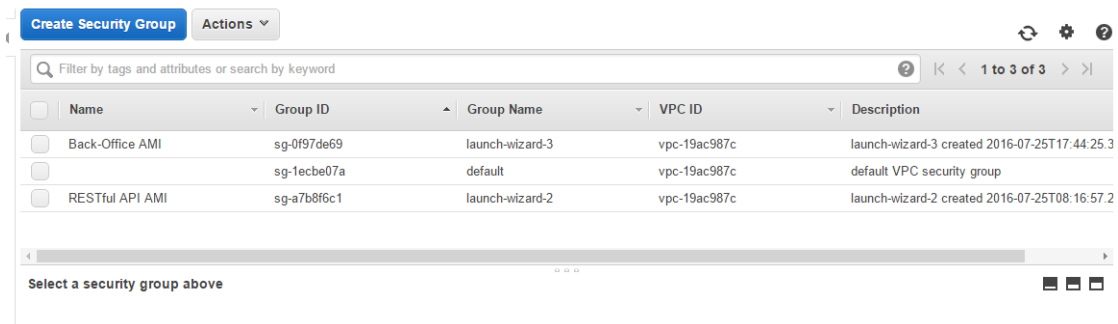 Create Security Group Actions
Filter by tags and attributes or search by keyword 1 to 3 of 3
Name Group ID Group Name VPC ID Description
Back-Office AMI sg-0f97de69 launch-wizard-3 vpc-19ac987c launch-wizard-3 created 2016-07-25T17:44:25.3
sg-1ecbe07a default vpc-19ac987c default VPC security group
RESTful API AMI sg-a7b8f6c1 launch-wizard-2 vpc-19ac987c launch-wizard-2 created 2016-07-25T08:16:57.2
Select a security group above